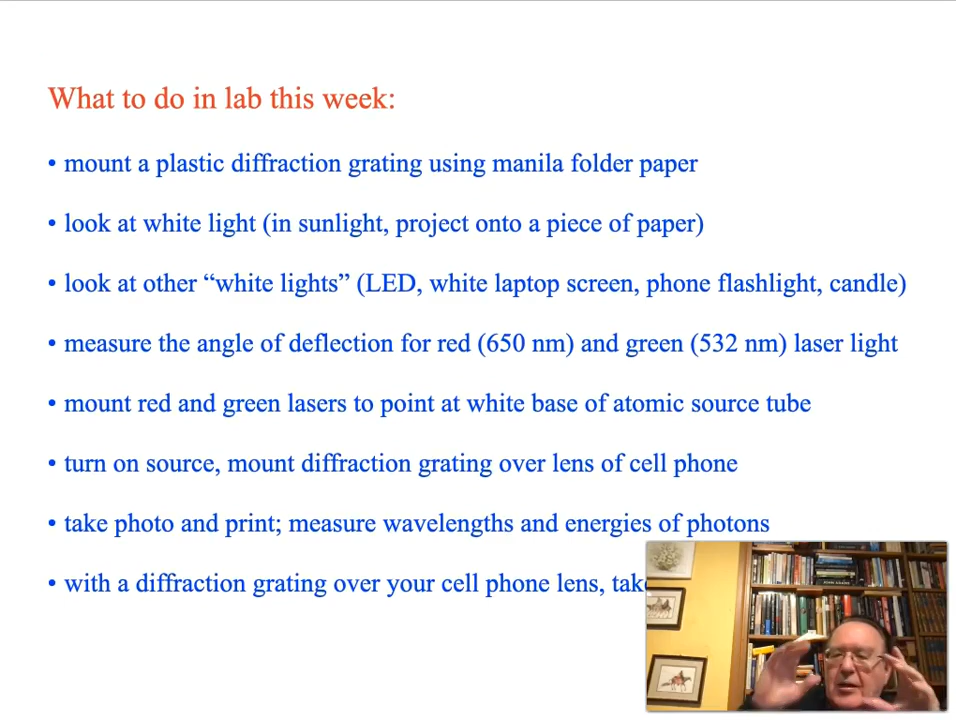 What to do in lab this week:
• mount a plastic diffraction grating using manila folder paper
• look at white light (in sunlight, project onto a piece of paper)
• look at other “white lights” (LED, white laptop screen, phone flashlight, candle)
• measure the angle of deflection for red (650 nm) and green (532 nm) laser light
• mount red and green lasers to point at white base of atomic source tube
• turn on source, mount diffraction grating over lens of cell phone
• take photo and print; measure wavelengths and energies of photons
• with a diffraction grating over your cell phone lens,